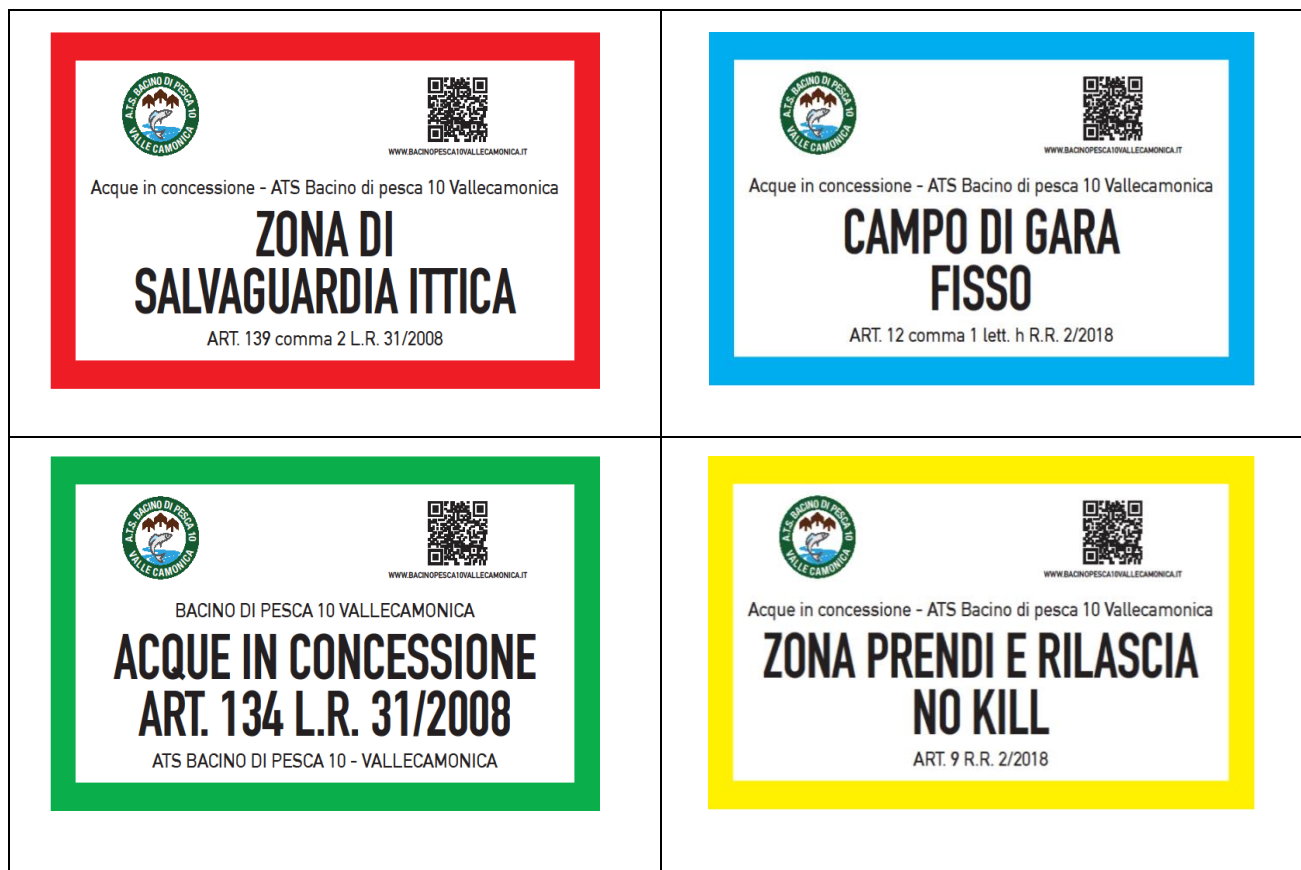 A.T.S. BACINO DI PESCA 10
VALLE CAMONICA
WWW.BACINOPESCA10VALLECAMONICA.IT
Acque in concessione - ATS Bacino di pesca 10 Vallecamonica
ZONA DI
SALVAGUARDIA ITTICA
ART. 139 comma 2 L.R. 31/2008
A.T.S. BACINO DI PESCA 10
VALLE CAMONICA
WWW.BACINOPESCA10VALLECAMONICA.IT
Acque in concessione - ATS Bacino di pesca 10 Vallecamonica
CAMPO DI GARA
FISSO
ART. 12 comma 1 lett. h R.R. 2/2018
A.T.S. BACINO DI PESCA 10
VALLE CAMONICA
WWW.BACINOPESCA10VALLECAMONICA.IT
BACINO DI PESCA 10 VALLECAMONICA
ACQUE IN CONCESSIONE
ART. 134 L.R. 31/2008
ATS BACINO DI PESCA 10 - VALLECAMONICA
A.T.S. BACINO DI PESCA 10
VALLE CAMONICA
WWW.BACINOPESCA10VALLECAMONICA.IT
Acque in concessione - ATS Bacino di pesca 10 Vallecamonica
ZONA PRENDI E RILASCIA
NO KILL
ART. 9 R.R. 2/2018